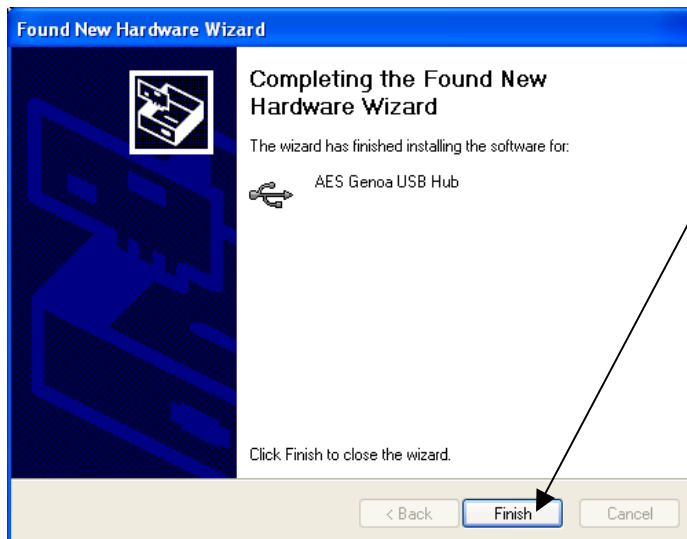 Found New Hardware Wizard
Completing the Found New
Hardware Wizard
The wizard has finished installing the software for:
AES Genoa USB Hub
Click Finish to close the wizard.
< Back Finish Cancel